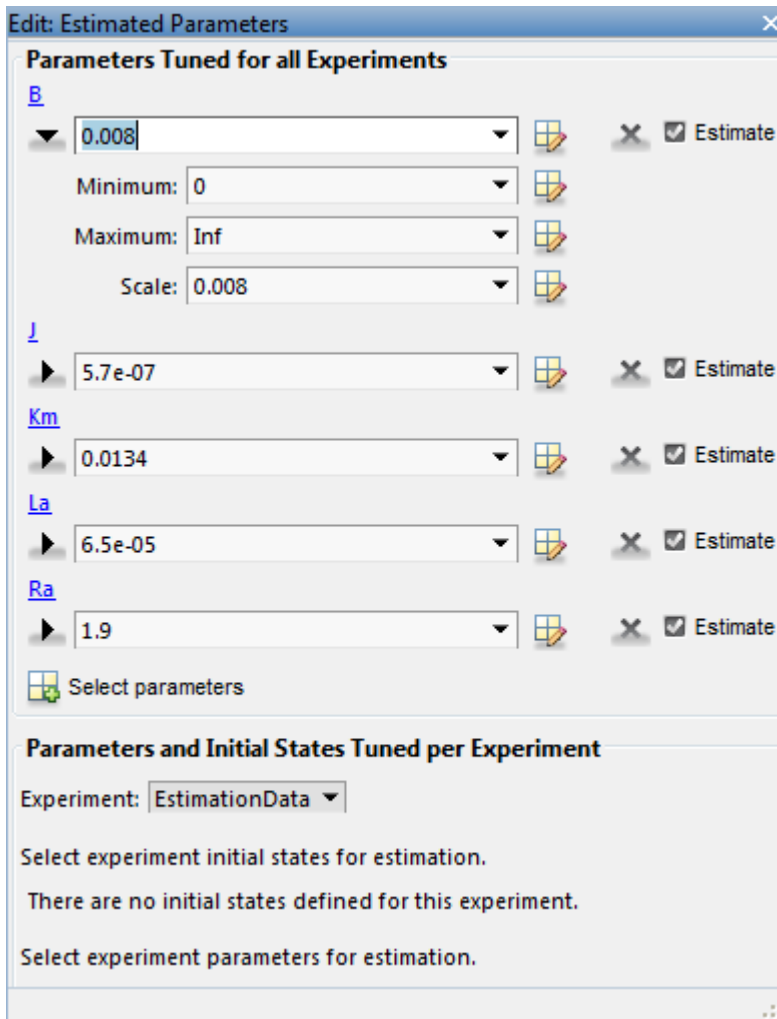 Edit: Estimated Parameters
Parameters Tuned for all Experiments
B
0.008 Estimate
Minimum: 0
Maximum: Inf
Scale: 0.008
J
5.7e-07 Estimate
Km
0.0134 Estimate
La
6.5e-05 Estimate
Ra
1.9 Estimate
Select parameters
Parameters and Initial States Tuned per Experiment
Experiment: EstimationData
Select experiment initial states for estimation.
There are no initial states defined for this experiment.
Select experiment parameters for estimation.